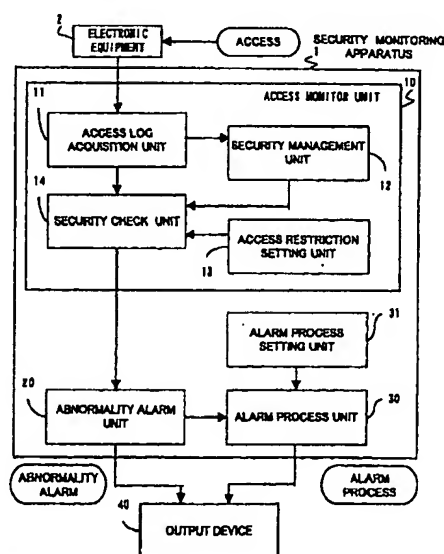 2
ELECTRONIC
EQUIPMENT
ACCESS
SECURITY MONITORING
APPARATUS
1
10
ACCESS MONITOR UNIT
11
ACCESS LOG
ACQUISITION UNIT
SECURITY MANAGEMENT
UNIT
12
14
SECURITY CHECK UNIT
ACCESS RESTRICTION
SETTING UNIT
13
31
ALARM PROCESS
SETTING UNIT
20
ABNORMALITY ALARM
UNIT
ALARM PROCESS UNIT
30
ABNORMALITY
ALARM
ALARM
PROCESS
40
OUTPUT DEVICE